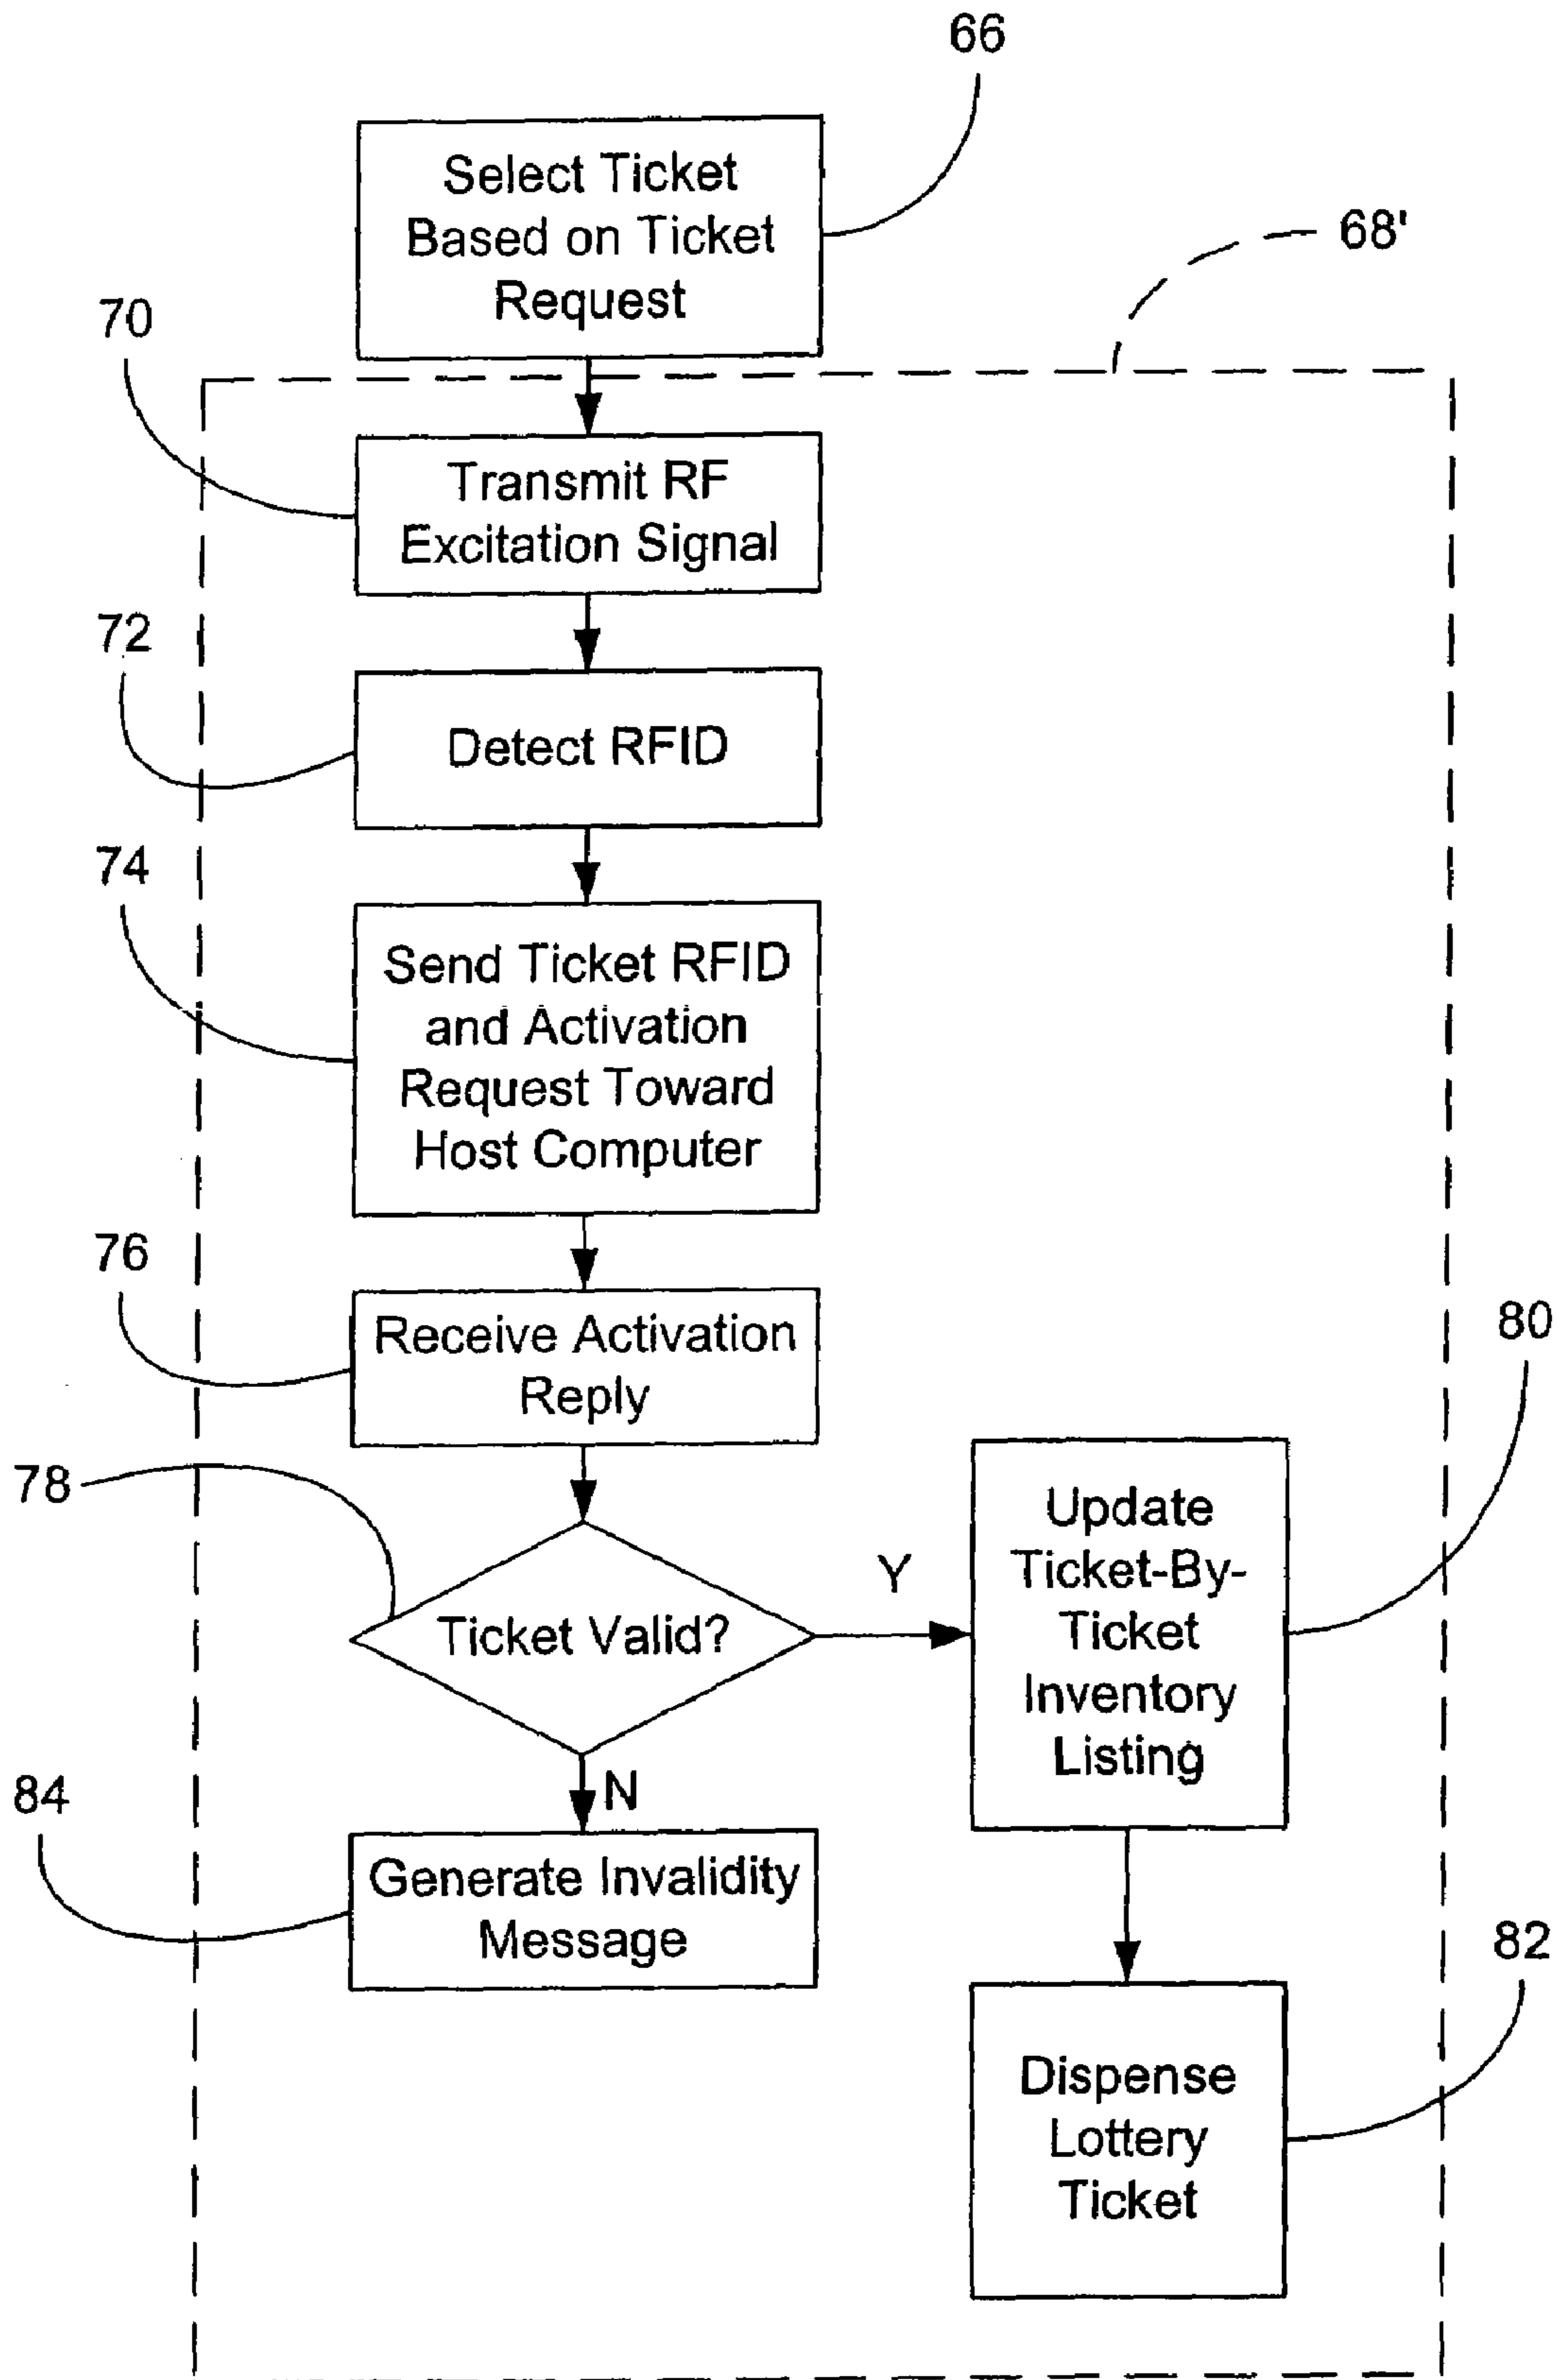 66
Select Ticket
Based on Ticket
Request
68'
70
Transmit RF
Excitation Signal
72
Detect RFID
74
Send Ticket RFID
and Activation
Request Toward
Host Computer
76
Receive Activation
Reply
78
Ticket Valid?
Y
N
80
Update
Ticket-By-
Ticket
Inventory
Listing
84
Generate Invalidity
Message
82
Dispense
Lottery
Ticket